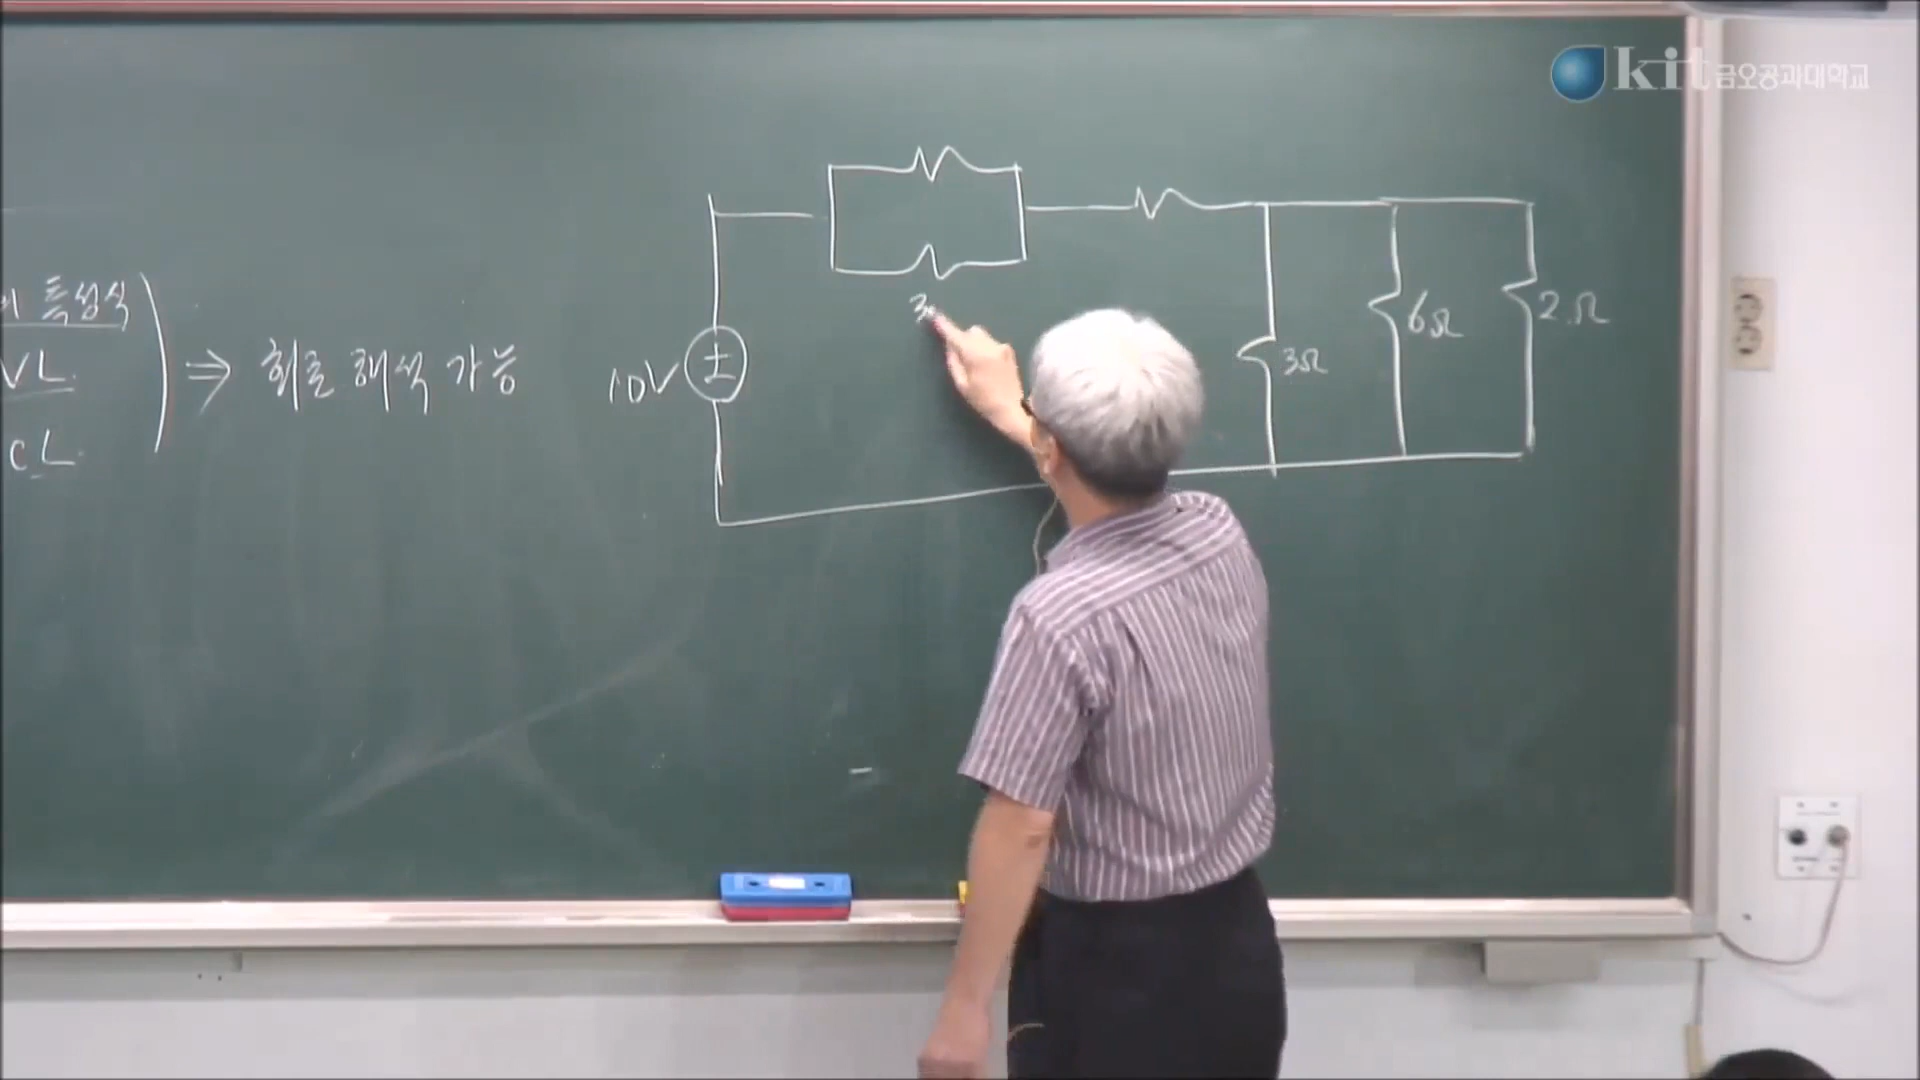 kit 금오공과대학교
특성식
VL.
CL.
⇒ 회로 해석 가능
10V
±
3
3Ω
6Ω
2Ω